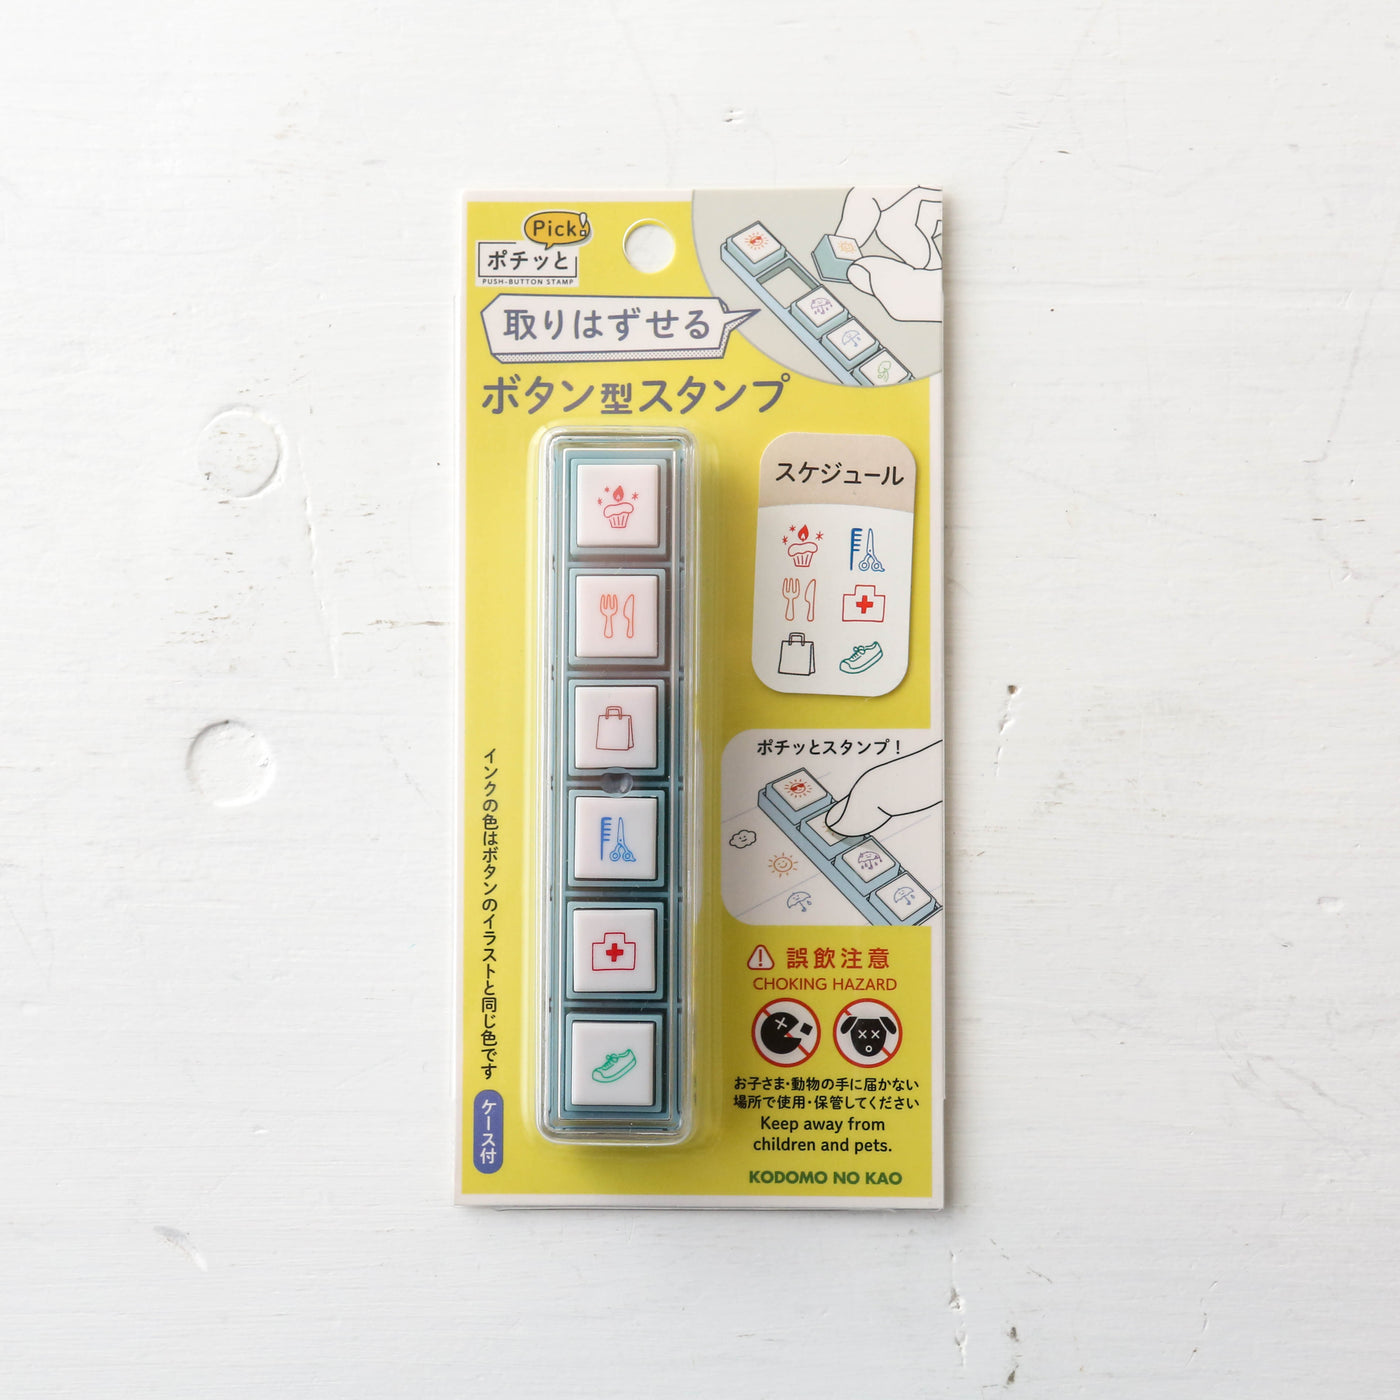 Pick!
ポチッと
PUSH-BUTTON STAMP
取りはずせる
ボタン型スタンプ
スケジュール
ポチッとスタンプ！
インクの色はボタンのイラストと同じ色です
ケース付
誤飲注意
CHOKING HAZARD
お子さま・動物の手に届かない
場所で使用・保管してください
Keep away from
children and pets.
KODOMO NO KAO